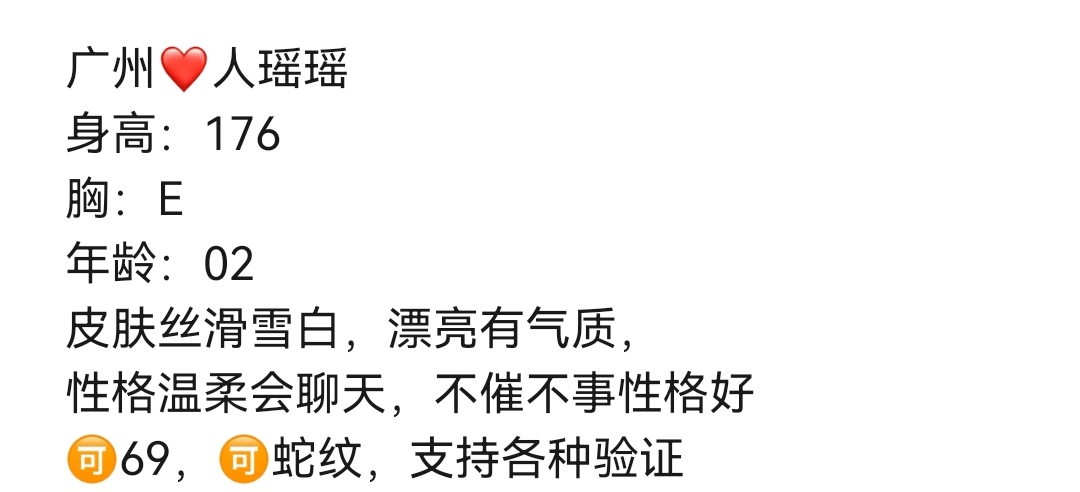 广州❤️人瑶瑶
身高：176
胸：E
年龄：02
皮肤丝滑雪白，漂亮有气质，
性格温柔会聊天，不催不事性格好
🉑69，🉑蛇纹，支持各种验证